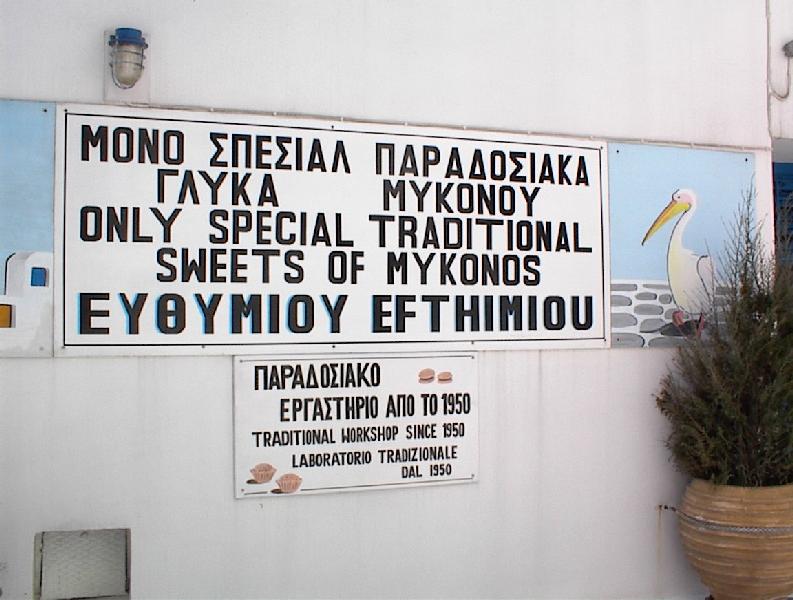 ΜΟΝΟ ΣΠΕΣΙΑΛ ΠΑΡΑΔΟΣΙΑΚΑ
ΓΛΥΚΑ ΜΥΚΟΝΟΥ
ONLY SPECIAL TRADITIONAL
SWEETS OF MYKONOS
ΕΥΘΥΜΙΟΥ EFTHIMIOU
ΠΑΡΑΔΟΣΙΑΚΟ
ΕΡΓΑΣΤΗΡΙΟ ΑΠΟ ΤΟ 1950
TRADITIONAL WORKSHOP SINCE 1950
LABORATORIO TRADIZIONALE
DAL 1950